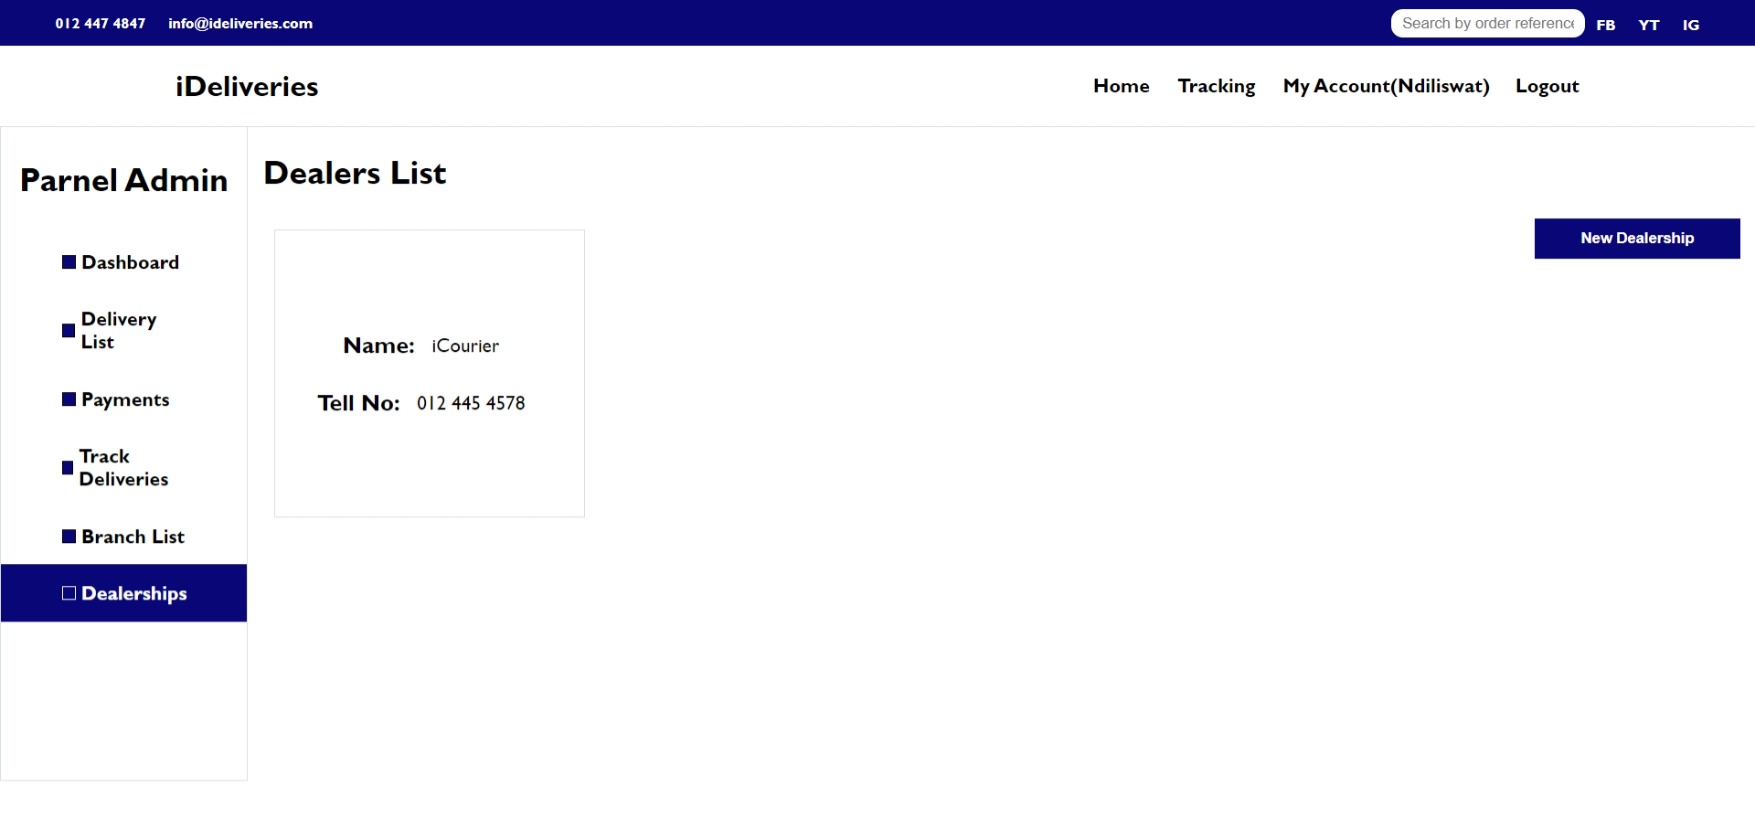 012 447 4847 info@ideliveries.com Search by order reference FB YT IG
iDeliveries Home Tracking My Account(Ndiliswat) Logout
Parnel Admin
Dashboard
Delivery
List
Payments
Track
Deliveries
Branch List
Dealerships
Dealers List
New Dealership
Name: iCourier
Tell No: 012 445 4578